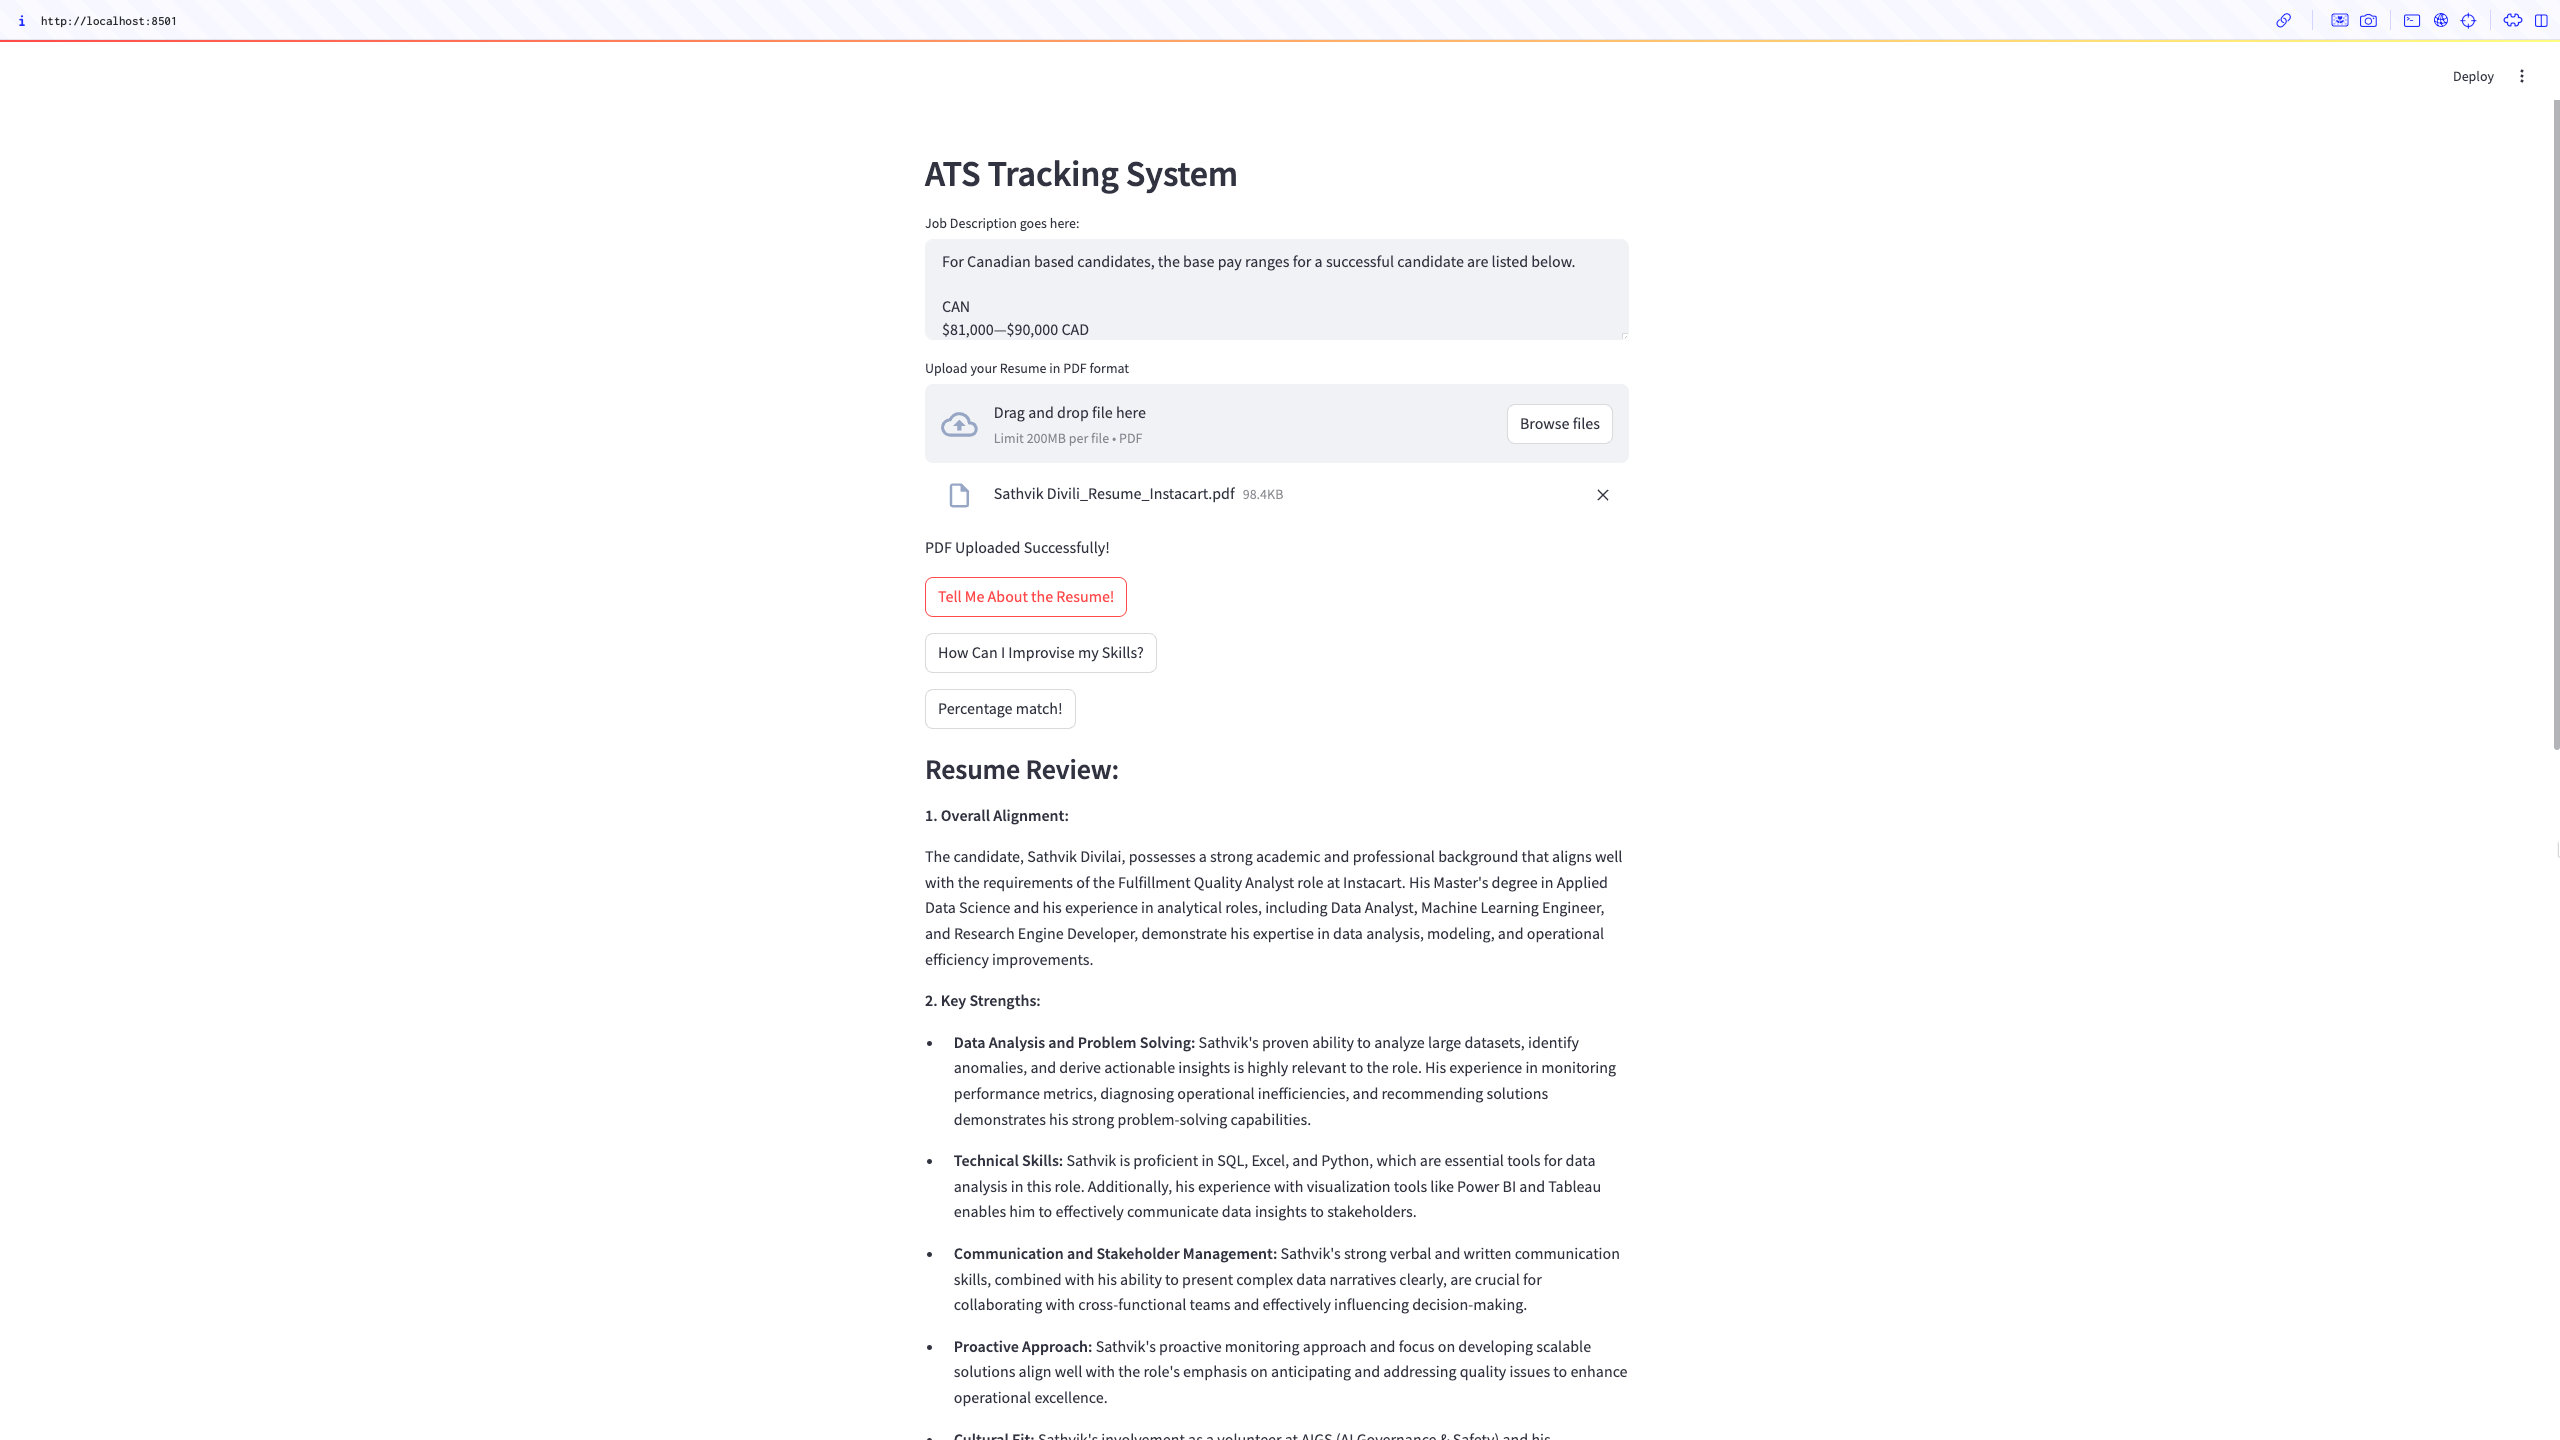 i http://localhost:8501
Deploy
ATS Tracking System
Job Description goes here:
For Canadian based candidates, the base pay ranges for a successful candidate are listed below.
CAN
$81,000—$90,000 CAD
Upload your Resume in PDF format
Drag and drop file here
Limit 200MB per file • PDF
Browse files
Sathvik Divili_Resume_Instacart.pdf 98.4KB
PDF Uploaded Successfully!
Tell Me About the Resume!
How Can I Improvise my Skills?
Percentage match!
Resume Review:
1. Overall Alignment:
The candidate, Sathvik Divilai, possesses a strong academic and professional background that aligns well
with the requirements of the Fulfillment Quality Analyst role at Instacart. His Master's degree in Applied
Data Science and his experience in analytical roles, including Data Analyst, Machine Learning Engineer,
and Research Engine Developer, demonstrate his expertise in data analysis, modeling, and operational
efficiency improvements.
2. Key Strengths:
• Data Analysis and Problem Solving: Sathvik's proven ability to analyze large datasets, identify
anomalies, and derive actionable insights is highly relevant to the role. His experience in monitoring
performance metrics, diagnosing operational inefficiencies, and recommending solutions
demonstrates his strong problem-solving capabilities.
• Technical Skills: Sathvik is proficient in SQL, Excel, and Python, which are essential tools for data
analysis in this role. Additionally, his experience with visualization tools like Power BI and Tableau
enables him to effectively communicate data insights to stakeholders.
• Communication and Stakeholder Management: Sathvik's strong verbal and written communication
skills, combined with his ability to present complex data narratives clearly, are crucial for
collaborating with cross-functional teams and effectively influencing decision-making.
• Proactive Approach: Sathvik's proactive monitoring approach and focus on developing scalable
solutions align well with the role's emphasis on anticipating and addressing quality issues to enhance
operational excellence.
• Cultural Fit: Sathvik's involvement as a volunteer at AIGS (AI Governance & Safety) and his